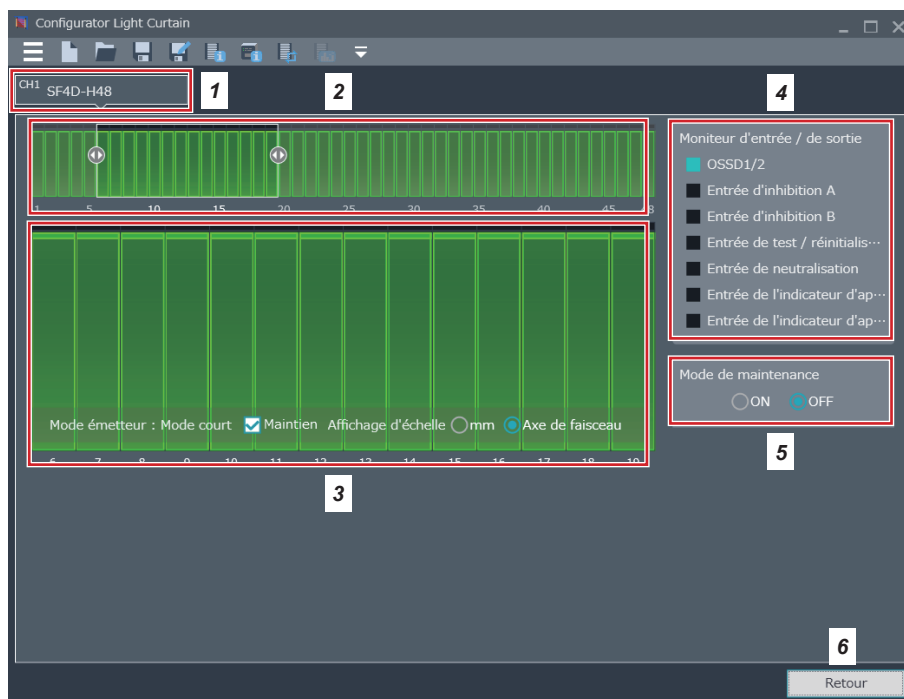 Configurator Light Curtain
CH1 SF4D-H48
1
2
4
1 5 10 15 20 25 30 35 40 45 48
Moniteur d'entrée / de sortie
OSSD1/2
Entrée d'inhibition A
Entrée d'inhibition B
Entrée de test / réinitialis···
Entrée de neutralisation
Entrée de l'indicateur d'ap···
Entrée de l'indicateur d'ap···
Mode émetteur : Mode court Maintien Affichage d'échelle mm Axe de faisceau
6 7 8 9 10 11 12 13 14 15 16 17 18 19
3
Mode de maintenance
ON OFF
5
6
Retour